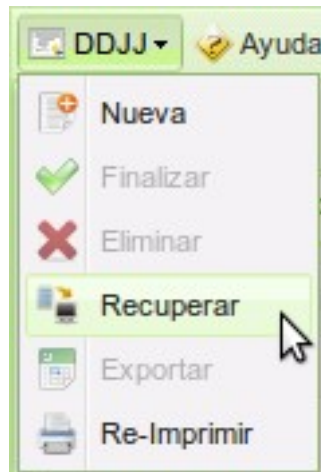 DDJJ Ayuda
Nueva
Finalizar
Eliminar
Recuperar
Exportar
Re-Imprimir